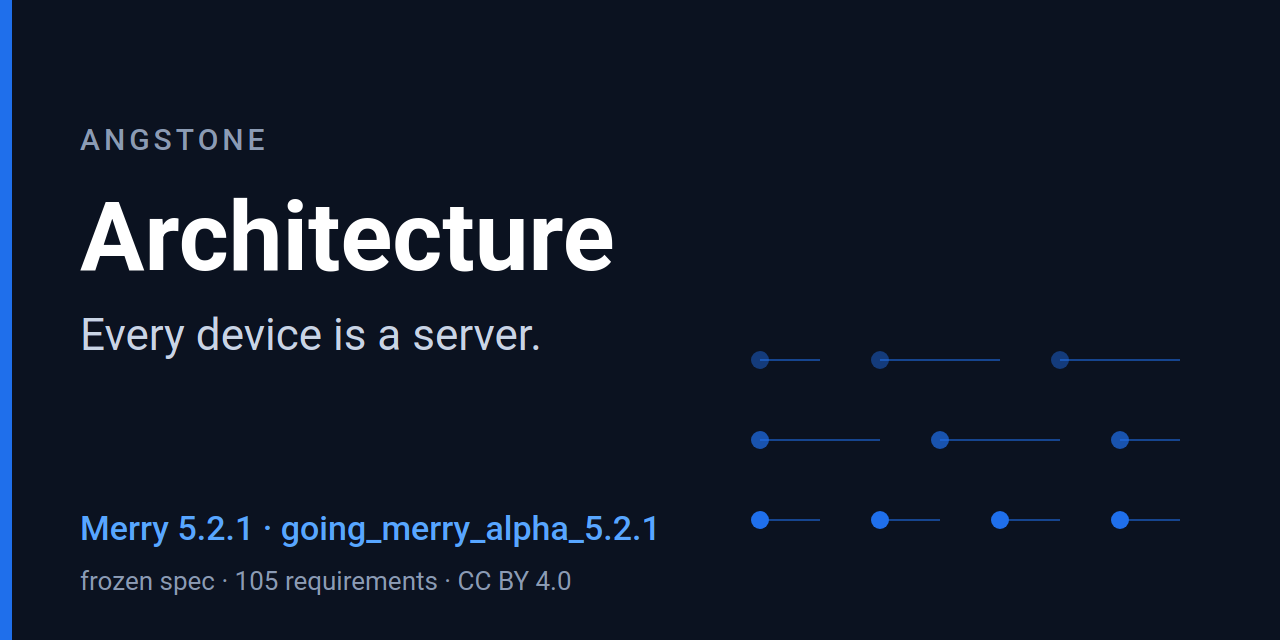 ANGSTONE
Architecture
Every device is a server.
Merry 5.2.1 · going_merry_alpha_5.2.1
frozen spec · 105 requirements · CC BY 4.0